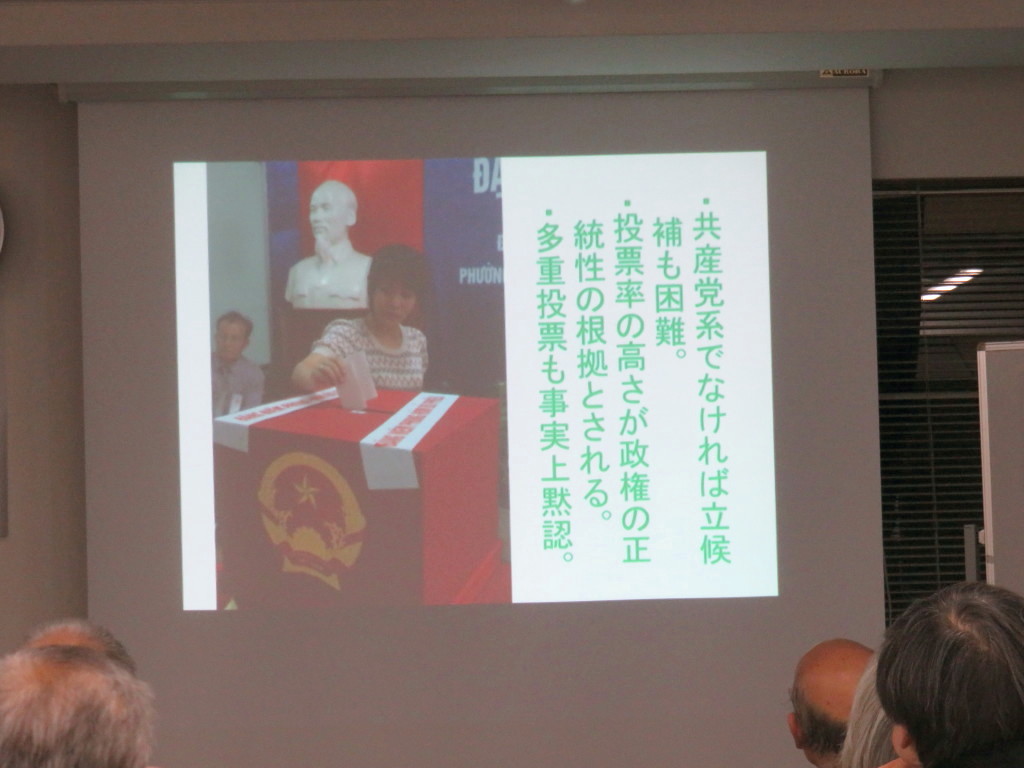 ・共産党系でなければ立候
補も困難。
・投票率の高さが政権の正
統性の根拠とされる。
・多重投票も事実上黙認。
ĐẠ
PHƯỜN